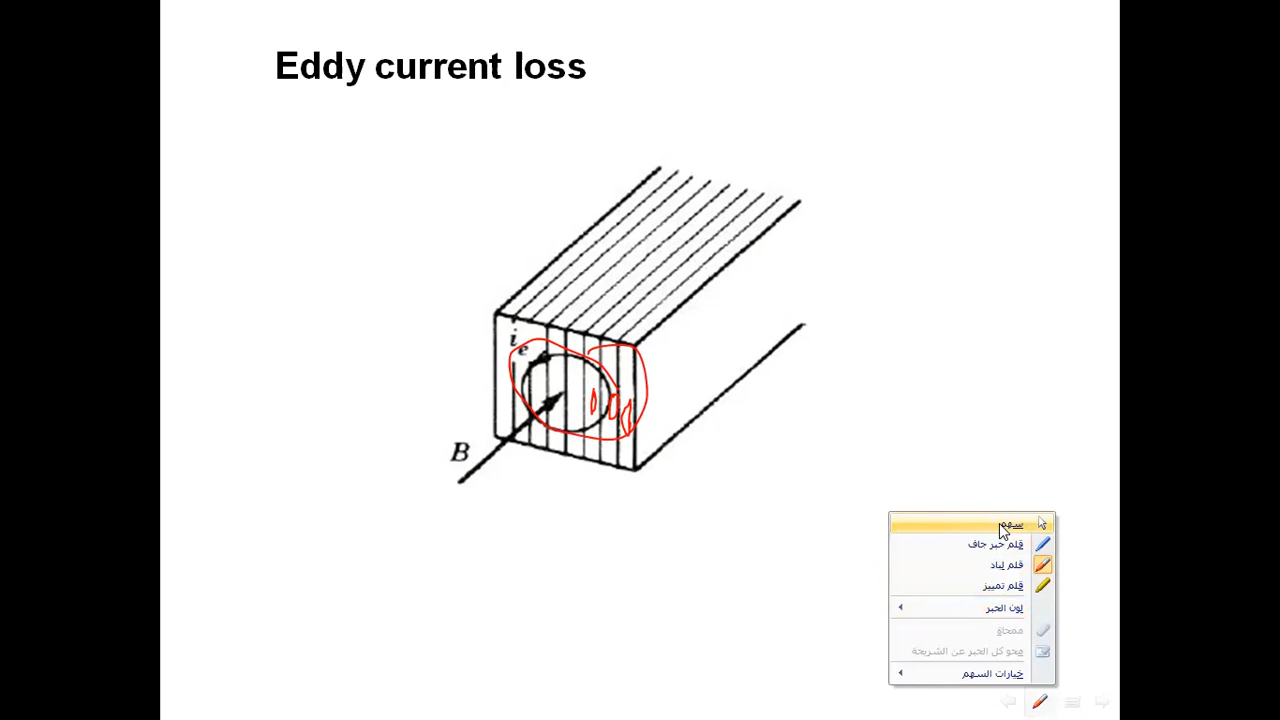 Eddy current loss
i e
B
سهم
قلم حبر جاف
قلم لباد
قلم تمييز
لون الحبر
ممحاة
محو كل الحبر عن الشريحة
خيارات السهم